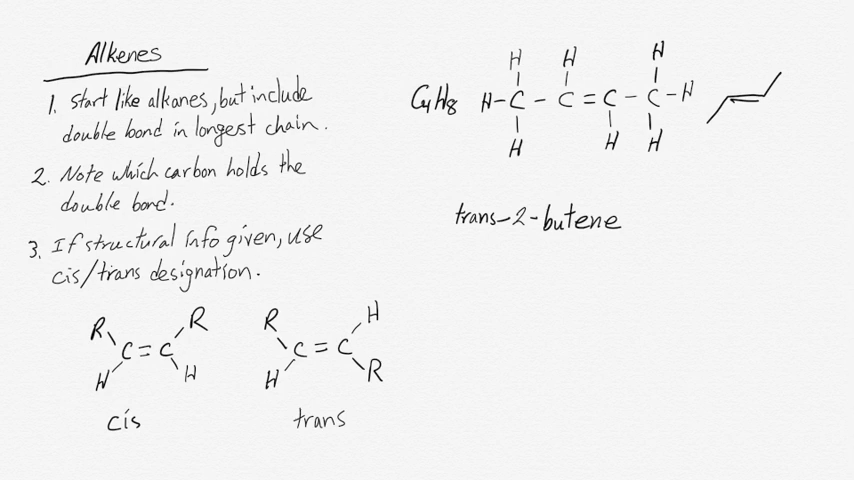 Alkenes
1. Start like alkanes, but include
double bond in longest chain.
2. Note which carbon holds the
double bond.
3. If structural info given, use
cis/trans designation.
R R
C = C
H H
cis
R H
C = C
H R
trans
H H H
C4H8 H - C - C = C - C - H
H H H
trans-2-butene